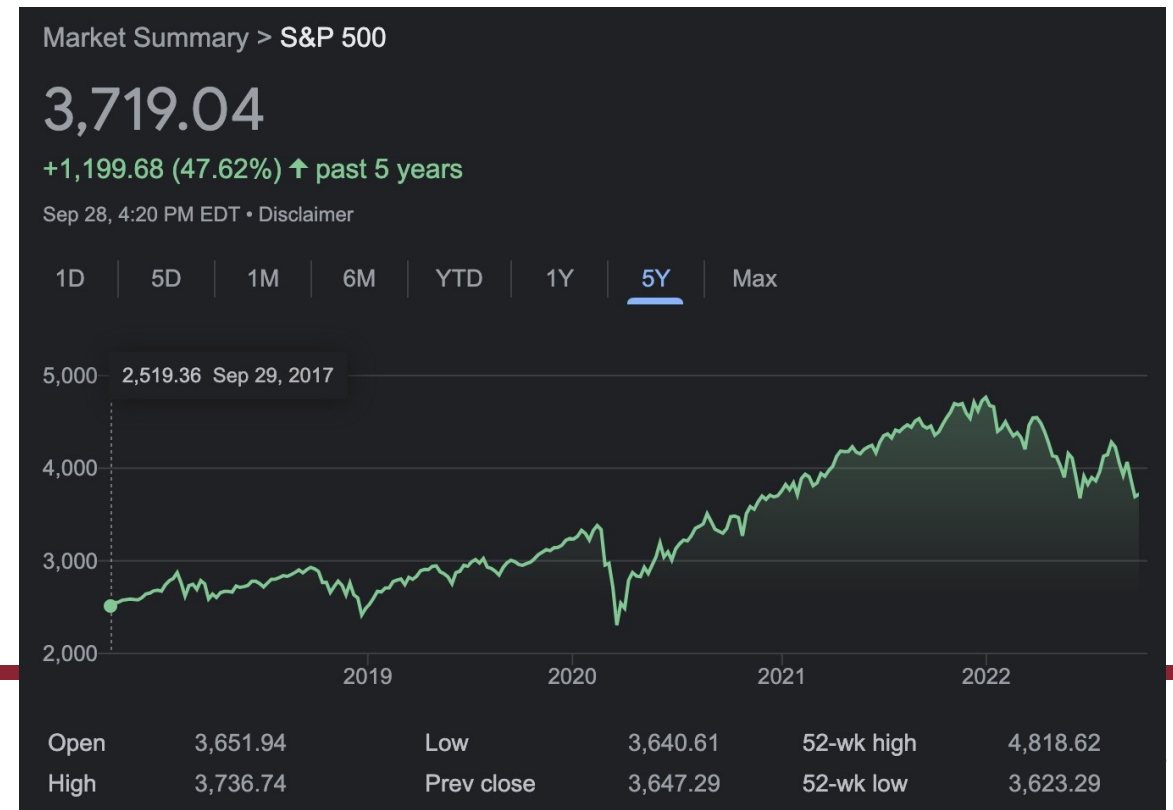 Market Summary > S&P 500
3,719.04
+1,199.68 (47.62%) ↑ past 5 years
Sep 28, 4:20 PM EDT • Disclaimer
1D 5D 1M 6M YTD 1Y 5Y Max
5,000 2,519.36 Sep 29, 2017
4,000
3,000
2,000
2019 2020 2021 2022
Open 3,651.94 Low 3,640.61 52-wk high 4,818.62
High 3,736.74 Prev close 3,647.29 52-wk low 3,623.29